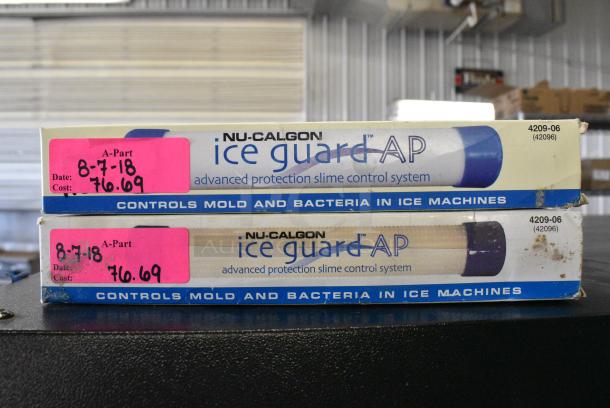 NU-CALGON
ice guard™ AP
advanced protection slime control system
4209-06
(42096)
A-Part
Date: 8-7-18
Cost: 76.69
CONTROLS MOLD AND BACTERIA IN ICE MACHINES
NU-CALGON
ice guard™ AP
advanced protection slime control system
4209-06
(42096)
A-Part
8-7-18
Date:
Cost: 76.69
CONTROLS MOLD AND BACTERIA IN ICE MACHINES